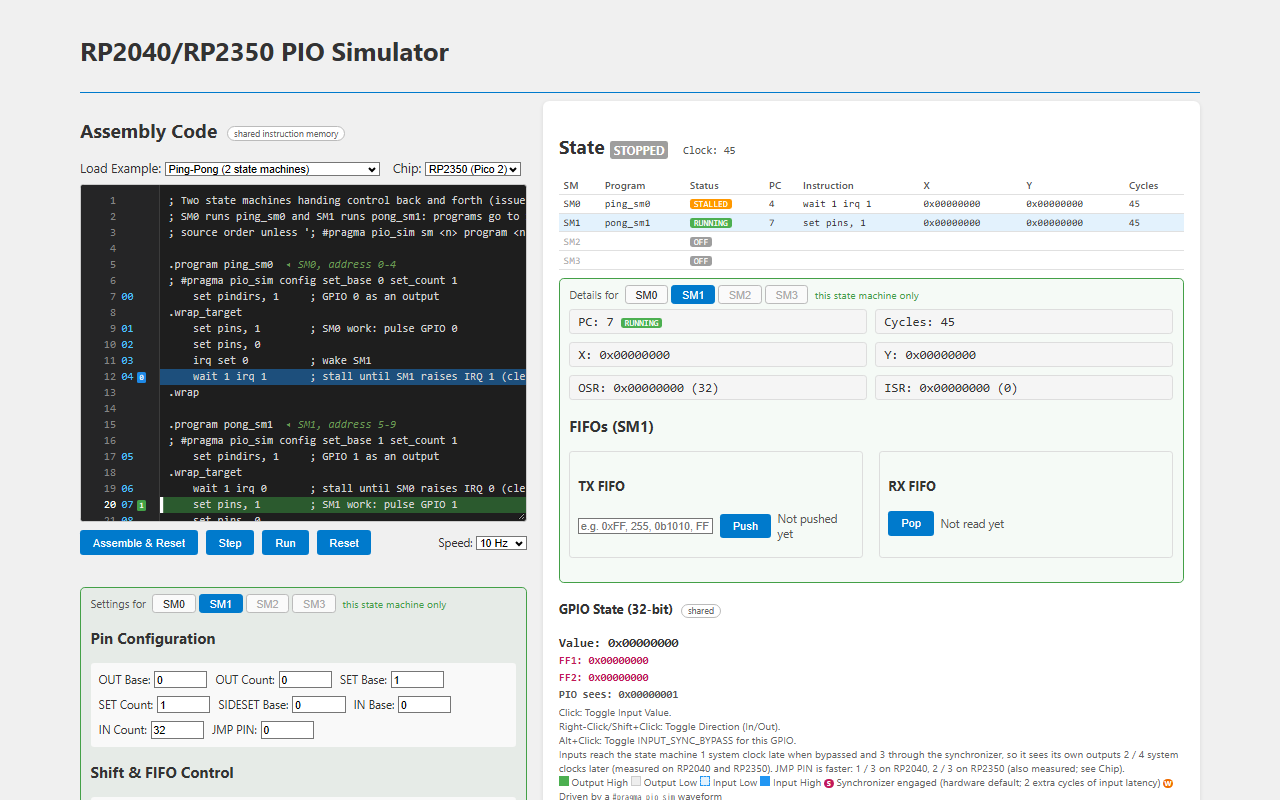 RP2040/RP2350 PIO Simulator
Assembly Code shared instruction memory
Load Example: Ping-Pong (2 state machines) Chip: RP2350 (Pico 2)
1 ; Two state machines handing control back and forth (issue
2 ; SM0 runs ping_sm0 and SM1 runs pong_sm1: programs go to
3 ; source order unless '; #pragma pio_sim sm <n> program <n
4
5 .program ping_sm0 ◂ SM0, address 0-4
6 ; #pragma pio_sim config set_base 0 set_count 1
7 00 set pindirs, 1 ; GPIO 0 as an output
8 .wrap_target
9 01 set pins, 1 ; SM0 work: pulse GPIO 0
10 02 set pins, 0
11 03 irq set 0 ; wake SM1
12 04 0 wait 1 irq 1 ; stall until SM1 raises IRQ 1 (cle
13 .wrap
14
15 .program pong_sm1 ◂ SM1, address 5-9
16 ; #pragma pio_sim config set_base 1 set_count 1
17 05 set pindirs, 1 ; GPIO 1 as an output
18 .wrap_target
19 06 wait 1 irq 0 ; stall until SM0 raises IRQ 0 (cle
20 07 1 set pins, 1 ; SM1 work: pulse GPIO 1
21 08 set pins, 0
Assemble & Reset Step Run Reset Speed: 10 Hz
Settings for SM0 SM1 SM2 SM3 this state machine only
Pin Configuration
OUT Base: 0 OUT Count: 0 SET Base: 1
SET Count: 1 SIDESET Base: 0 IN Base: 0
IN Count: 32 JMP PIN: 0
Shift & FIFO Control
State STOPPED Clock: 45
SM Program Status PC Instruction X Y Cycles
SM0 ping_sm0 STALLED 4 wait 1 irq 1 0x00000000 0x00000000 45
SM1 pong_sm1 RUNNING 7 set pins, 1 0x00000000 0x00000000 45
SM2 OFF
SM3 OFF
Details for SM0 SM1 SM2 SM3 this state machine only
PC: 7 RUNNING Cycles: 45
X: 0x00000000 Y: 0x00000000
OSR: 0x00000000 (32) ISR: 0x00000000 (0)
FIFOs (SM1)
TX FIFO RX FIFO
e.g. 0xFF, 255, 0b1010, FF Push Not pushed yet Pop Not read yet
GPIO State (32-bit) shared
Value: 0x00000000
FF1: 0x00000000
FF2: 0x00000000
PIO sees: 0x00000001
Click: Toggle Input Value.
Right-Click/Shift+Click: Toggle Direction (In/Out).
Alt+Click: Toggle INPUT_SYNC_BYPASS for this GPIO.
Inputs reach the state machine 1 system clock late when bypassed and 3 through the synchronizer, so it sees its own outputs 2 / 4 system
clocks later (measured on RP2040 and RP2350). JMP PIN is faster: 1 / 3 on RP2040, 2 / 3 on RP2350 (also measured; see Chip).
Output High Output Low Input Low Input High S Synchronizer engaged (hardware default; 2 extra cycles of input latency) W
Driven by a #pragma pio_sim waveform